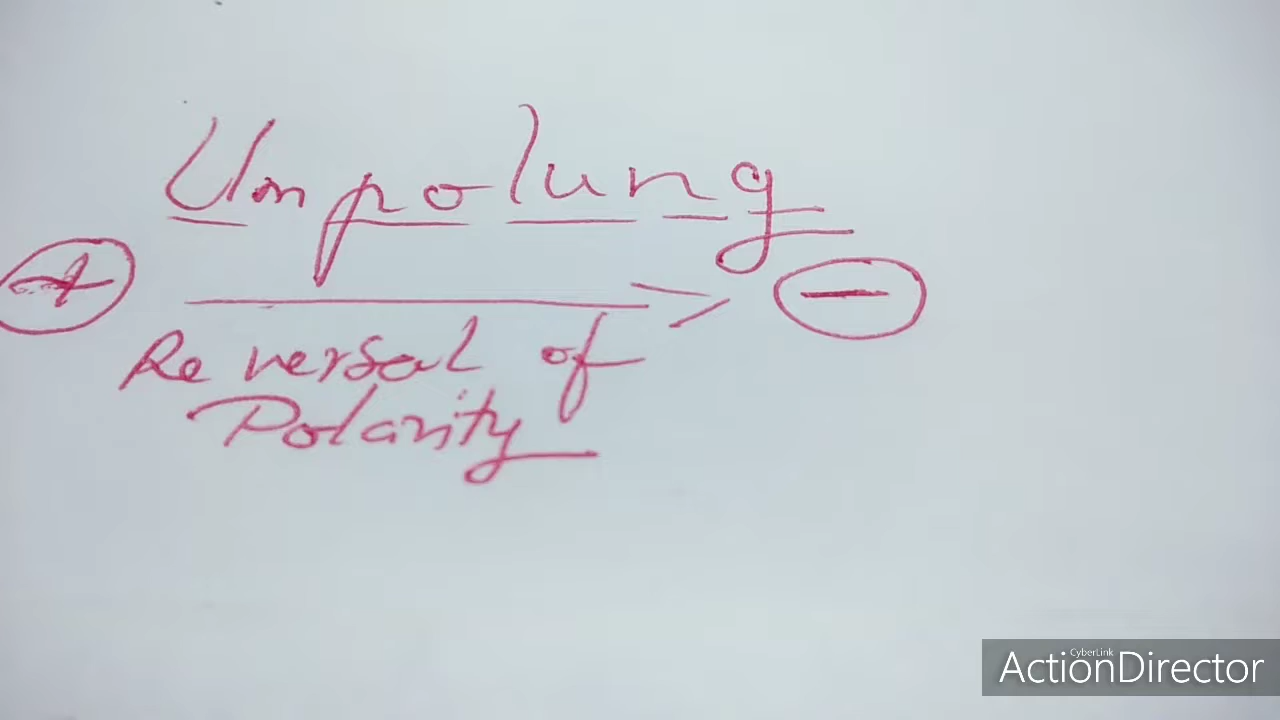 Umpolung
+ → −
Reversal of
Polarity
CyberLink
ActionDirector